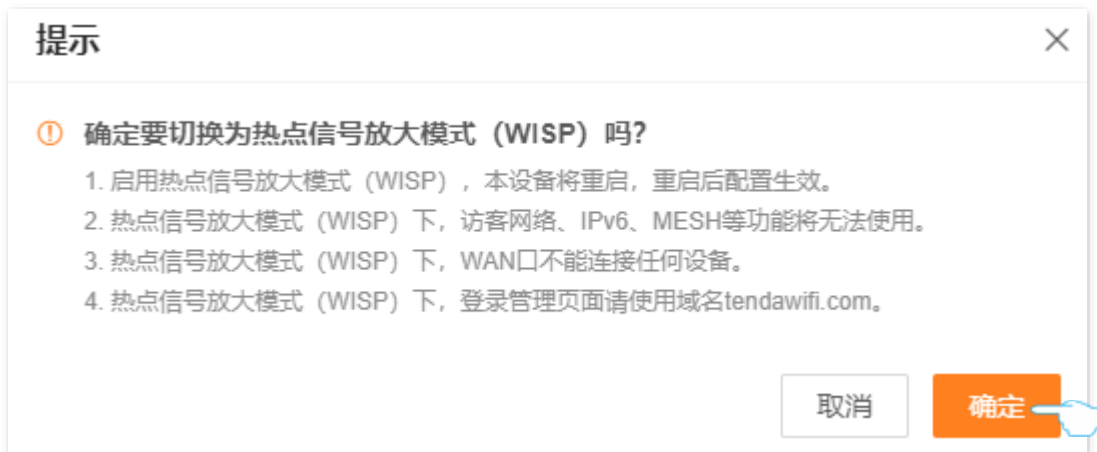 提示
确定要切换为热点信号放大模式（WISP）吗？
1. 启用热点信号放大模式（WISP），本设备将重启，重启后配置生效。
2. 热点信号放大模式（WISP）下，访客网络、IPv6、MESH等功能将无法使用。
3. 热点信号放大模式（WISP）下，WAN口不能连接任何设备。
4. 热点信号放大模式（WISP）下，登录管理页面请使用域名tendawifi.com。
取消 确定